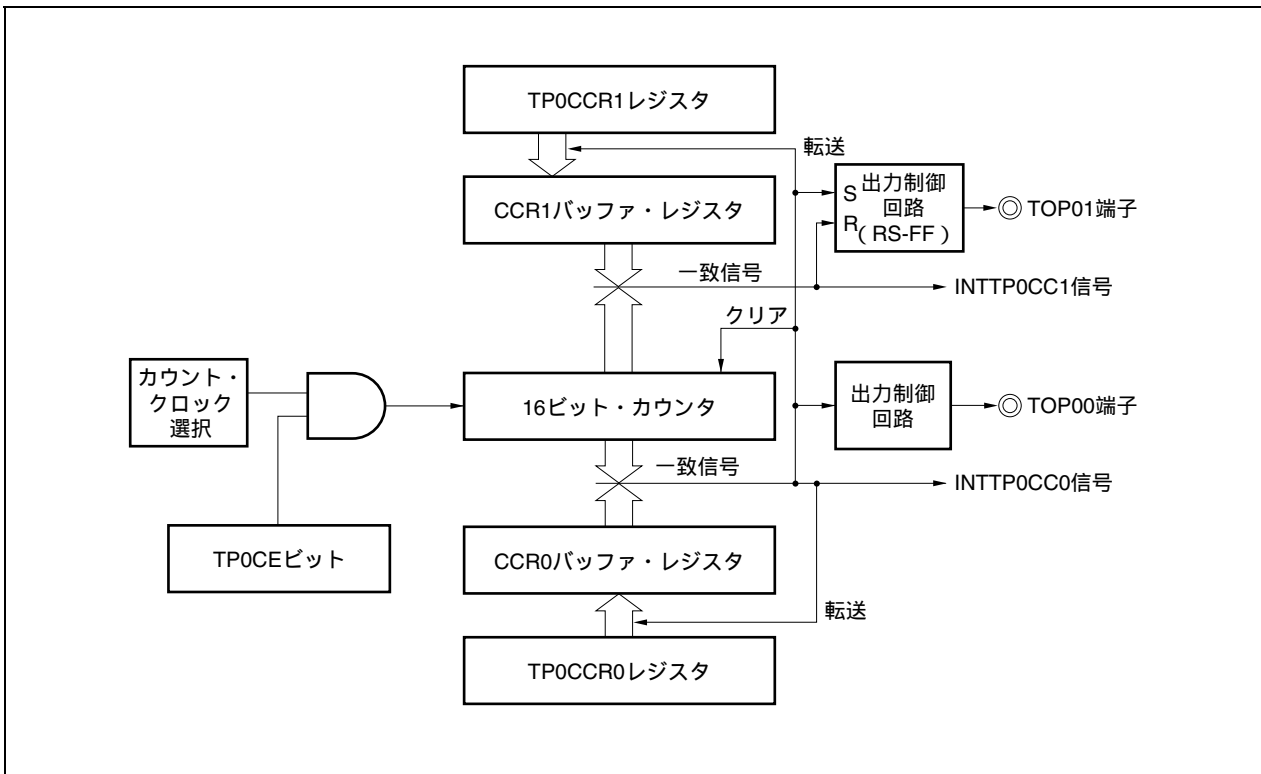 TP0CCR1レジスタ
転送
CCR1バッファ・レジスタ
S 出力制御
回路
R
( RS-FF )
TOP01端子
一致信号
INTTP0CC1信号
クリア
カウント・
クロック
選択
16ビット・カウンタ
出力制御
回路
TOP00端子
一致信号
INTTP0CC0信号
TP0CEビット
CCR0バッファ・レジスタ
転送
TP0CCR0レジスタ